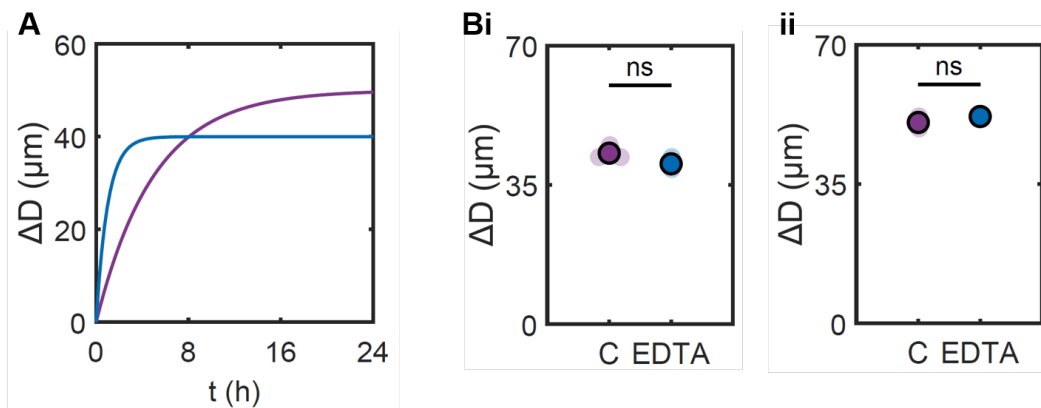 A
60
40
20
0
ΔD (μm)
0 8 16 24
t (h)
Bi
70
35
0
ΔD (μm)
ns
C EDTA
ii
70
35
0
ΔD (μm)
ns
C EDTA